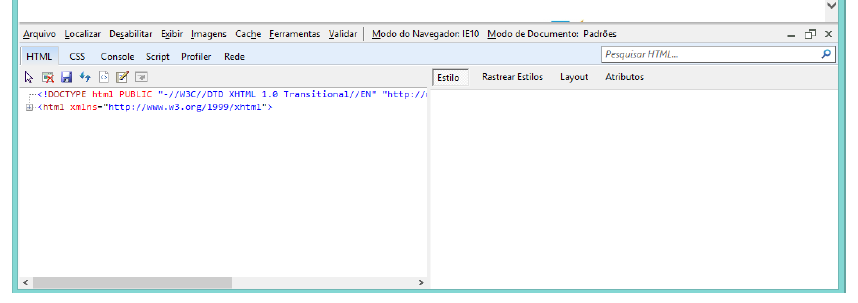 Arquivo Localizar Desabilitar Exibir Imagens Cache Ferramentas Validar Modo do Navegador: IE10 Modo de Documento: Padrões
HTML CSS Console Script Profiler Rede Pesquisar HTML...
Estilo Rastrear Estilos Layout Atributos
<!DOCTYPE html PUBLIC "-//W3C//DTD XHTML 1.0 Transitional//EN" "http://
<html xmlns="http://www.w3.org/1999/xhtml">